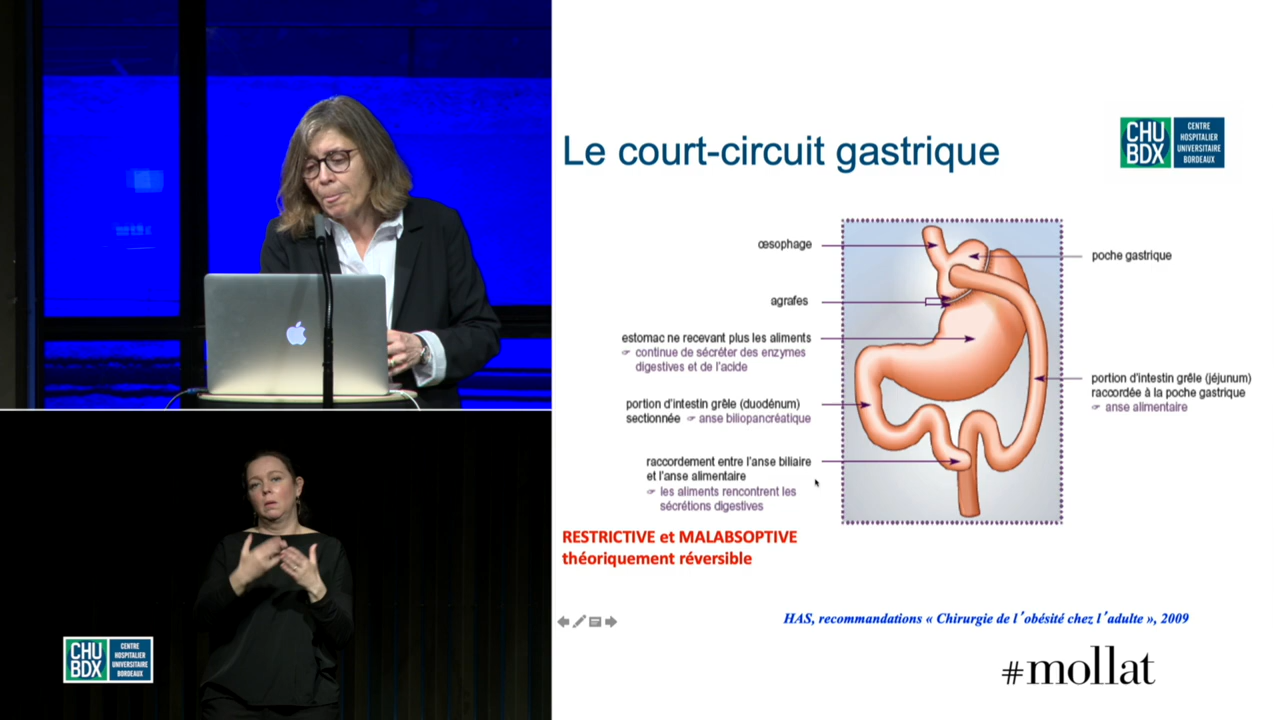 Le court-circuit gastrique
CHU
BDX
CENTRE
HOSPITALIER
UNIVERSITAIRE
BORDEAUX
œsophage
poche gastrique
agrafes
estomac ne recevant plus les aliments
☞ continue de sécréter des enzymes
digestives et de l'acide
portion d'intestin grêle (jéjunum)
raccordée à la poche gastrique
☞ anse alimentaire
portion d'intestin grêle (duodénum)
sectionnée ☞ anse biliopancréatique
raccordement entre l'anse biliaire
et l'anse alimentaire
☞ les aliments rencontrent les
sécrétions digestives
RESTRICTIVE et MALABSOPTIVE
théoriquement réversible
HAS, recommandations « Chirurgie de l'obésité chez l'adulte », 2009
#mollat
CHU
BDX
CENTRE
HOSPITALIER
UNIVERSITAIRE
BORDEAUX